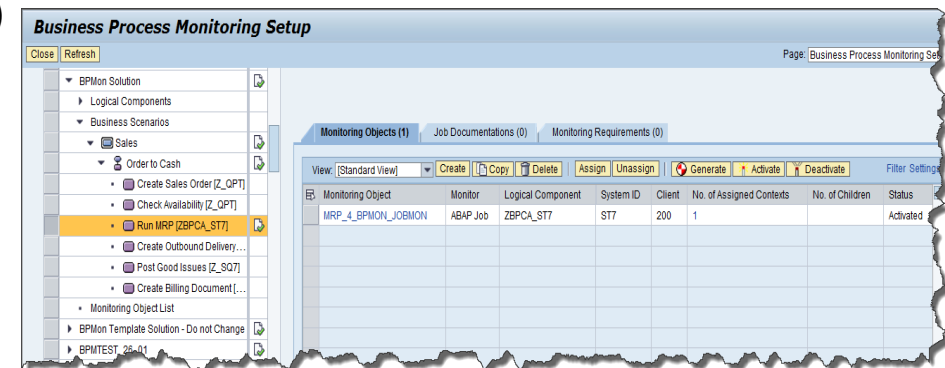 )
Business Process Monitoring Setup
Close Refresh
Page: Business Process Monitoring Set
BPMon Solution
Logical Components
Business Scenarios
Sales
Order to Cash
Create Sales Order [Z_QPT]
Check Availability [Z_QPT]
Run MRP [ZBPCA_ST7]
Create Outbound Delivery...
Post Good Issues [Z_SQ7]
Create Billing Document [...
Monitoring Object List
BPMon Template Solution - Do not Change
BPMTEST_26-01
Monitoring Objects (1) Job Documentations (0) Monitoring Requirements (0)
View: [Standard View] Create Copy Delete Assign Unassign Generate Activate Deactivate Filter Settings
Monitoring Object Monitor Logical Component System ID Client No. of Assigned Contexts No. of Children Status
MRP_4_BPMON_JOBMON ABAP Job ZBPCA_ST7 ST7 200 1 Activated